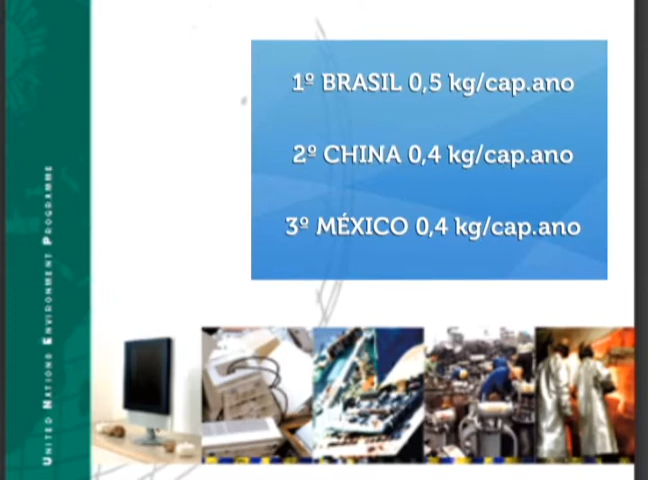 1º BRASIL 0,5 kg/cap.ano
2º CHINA 0,4 kg/cap.ano
3º MÉXICO 0,4 kg/cap.ano
UNITED NATIONS ENVIRONMENT PROGRAMME